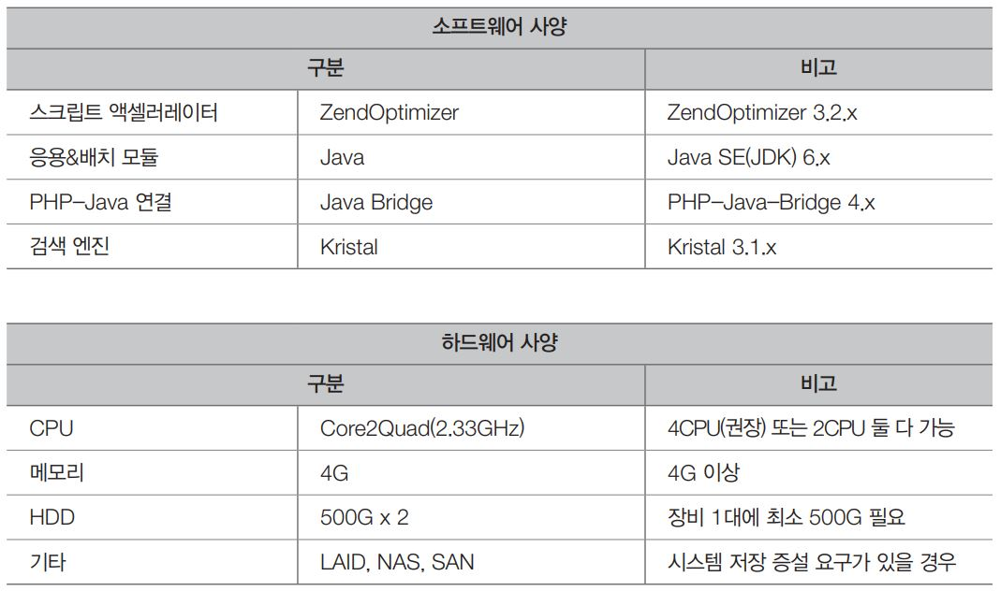 소프트웨어 사양
구분 비고
스크립트 액셀러레이터 ZendOptimizer ZendOptimizer 3.2.x
응용&배치 모듈 Java Java SE(JDK) 6.x
PHP–Java 연결 Java Bridge PHP–Java–Bridge 4.x
검색 엔진 Kristal Kristal 3.1.x
하드웨어 사양
구분 비고
CPU Core2Quad(2.33GHz) 4CPU(권장) 또는 2CPU 둘 다 가능
메모리 4G 4G 이상
HDD 500G x 2 장비 1대에 최소 500G 필요
기타 LAID, NAS, SAN 시스템 저장 증설 요구가 있을 경우